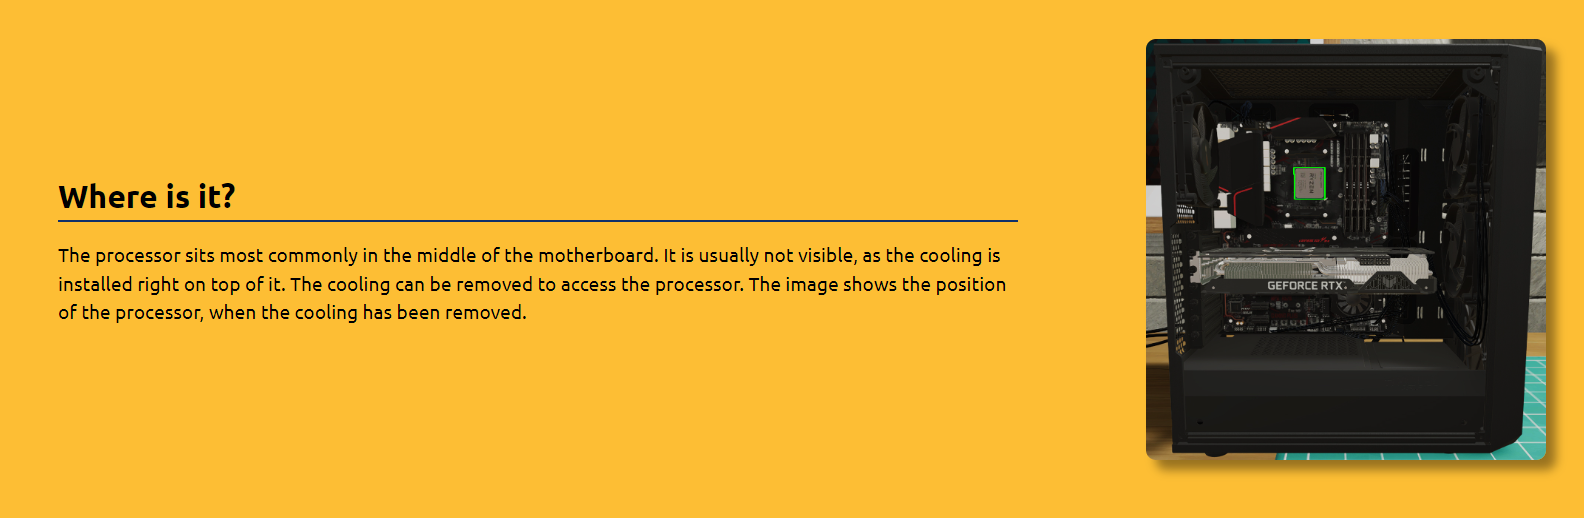 Where is it?
The processor sits most commonly in the middle of the motherboard. It is usually not visible, as the cooling is
installed right on top of it. The cooling can be removed to access the processor. The image shows the position
of the processor, when the cooling has been removed.
RYZEN
GEFORCE RTX